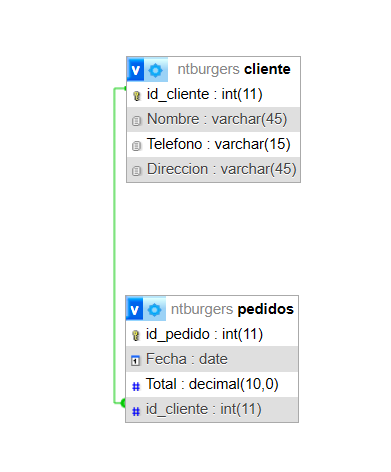 v ntburgers cliente
id_cliente : int(11)
Nombre : varchar(45)
Telefono : varchar(15)
Direccion : varchar(45)
v ntburgers pedidos
id_pedido : int(11)
Fecha : date
# Total : decimal(10,0)
# id_cliente : int(11)